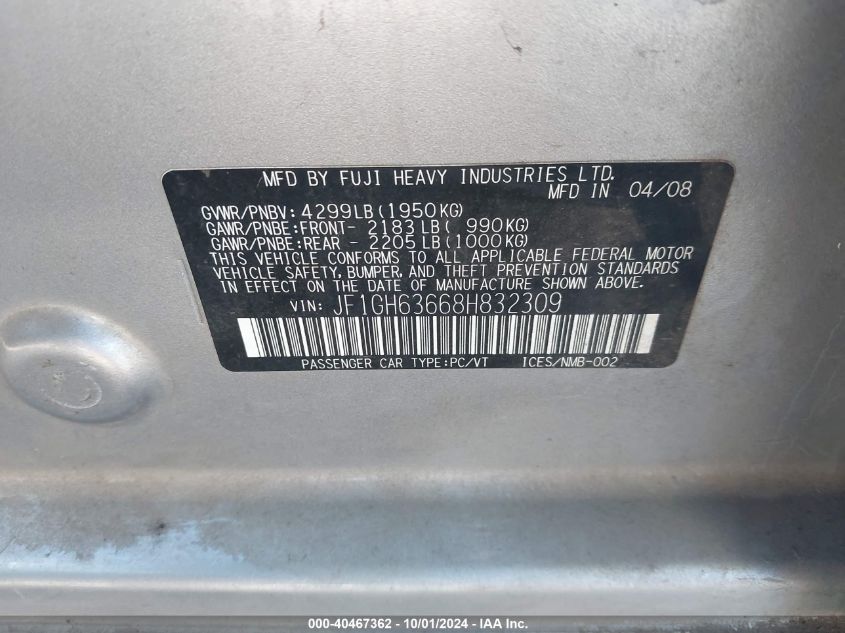 MFD BY FUJI HEAVY INDUSTRIES LTD.
MFD IN 04/08
GVWR/PNBV: 4299LB(1950KG)
GAWR/PNBE:FRONT- 2183LB( 990KG)
GAWR/PNBE:REAR - 2205LB(1000KG)
THIS VEHICLE CONFORMS TO ALL APPLICABLE FEDERAL MOTOR
VEHICLE SAFETY, BUMPER, AND THEFT PREVENTION STANDARDS
IN EFFECT ON THE DATE OF MANUFACTURE SHOWN ABOVE.
VIN: JF1GH63668H832309
PASSENGER CAR TYPE:PC/VT ICES/NMB-002
000-40467362 - 10/01/2024 - IAA Inc.